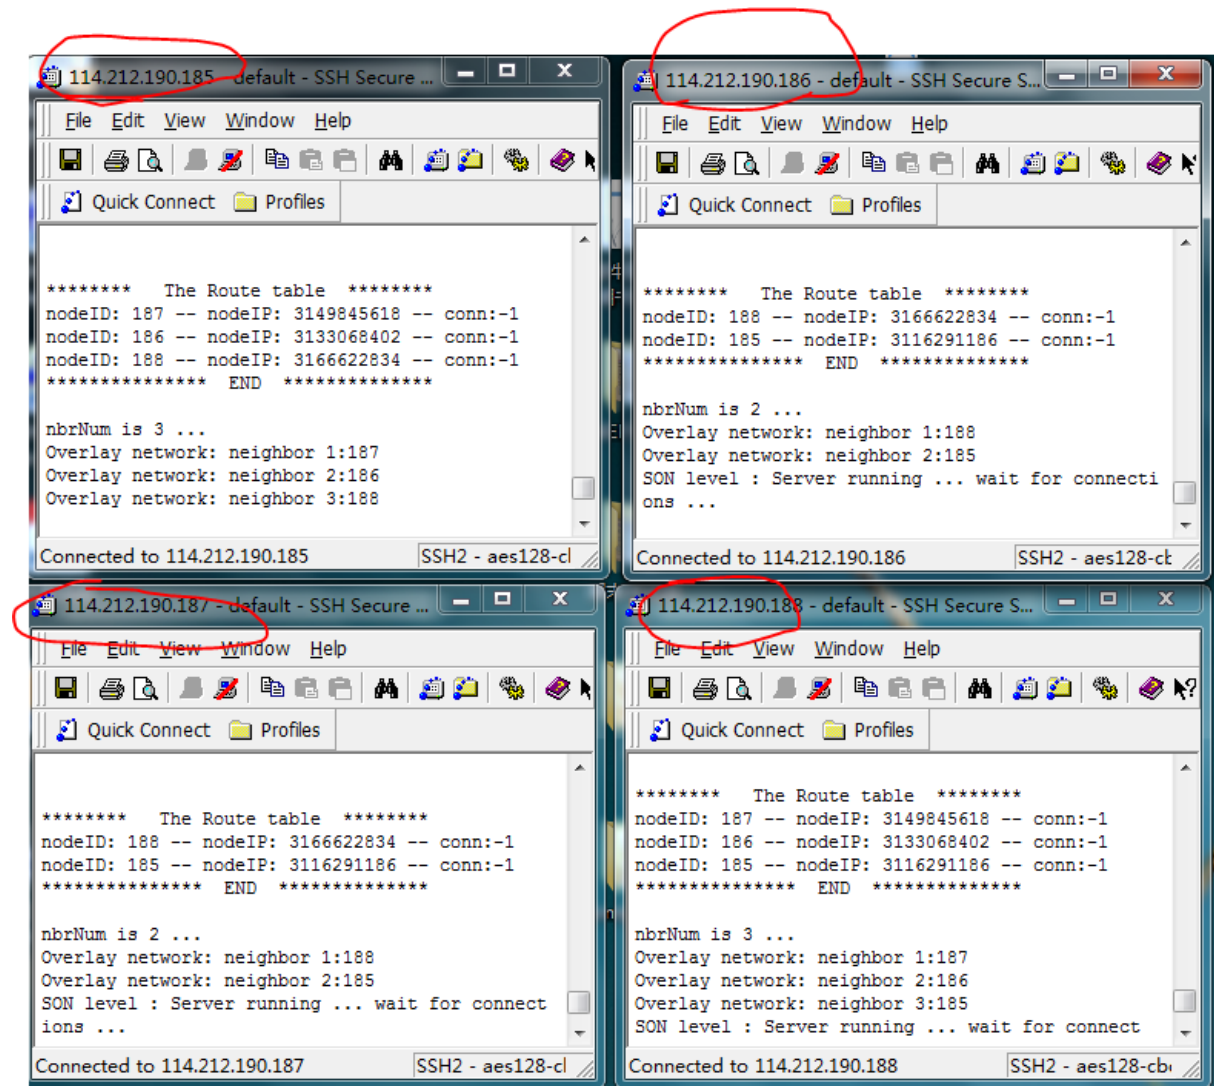 114.212.190.185 - default - SSH Secure ...
File Edit View Window Help
Quick Connect Profiles
******** The Route table ********
nodeID: 187 -- nodeIP: 3149845618 -- conn:-1
nodeID: 186 -- nodeIP: 3133068402 -- conn:-1
nodeID: 188 -- nodeIP: 3166622834 -- conn:-1
*************** END **************
nbrNum is 3 ...
Overlay network: neighbor 1:187
Overlay network: neighbor 2:186
Overlay network: neighbor 3:188
Connected to 114.212.190.185 SSH2 - aes128-cl
114.212.190.186 - default - SSH Secure S...
File Edit View Window Help
Quick Connect Profiles
******** The Route table ********
nodeID: 188 -- nodeIP: 3166622834 -- conn:-1
nodeID: 185 -- nodeIP: 3116291186 -- conn:-1
*************** END **************
nbrNum is 2 ...
Overlay network: neighbor 1:188
Overlay network: neighbor 2:185
SON level : Server running ... wait for connecti
ons ...
Connected to 114.212.190.186 SSH2 - aes128-cb
114.212.190.187 - default - SSH Secure ...
File Edit View Window Help
Quick Connect Profiles
******** The Route table ********
nodeID: 188 -- nodeIP: 3166622834 -- conn:-1
nodeID: 185 -- nodeIP: 3116291186 -- conn:-1
*************** END **************
nbrNum is 2 ...
Overlay network: neighbor 1:188
Overlay network: neighbor 2:185
SON level : Server running ... wait for connect
ions ...
Connected to 114.212.190.187 SSH2 - aes128-cl
114.212.190.188 - default - SSH Secure S...
File Edit View Window Help
Quick Connect Profiles
******** The Route table ********
nodeID: 187 -- nodeIP: 3149845618 -- conn:-1
nodeID: 186 -- nodeIP: 3133068402 -- conn:-1
nodeID: 185 -- nodeIP: 3116291186 -- conn:-1
*************** END **************
nbrNum is 3 ...
Overlay network: neighbor 1:187
Overlay network: neighbor 2:186
Overlay network: neighbor 3:185
SON level : Server running ... wait for connect
Connected to 114.212.190.188 SSH2 - aes128-cb